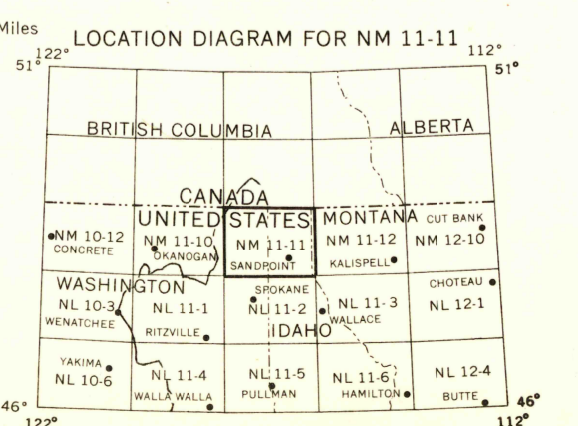 Miles
LOCATION DIAGRAM FOR NM 11-11
122° 112°
51° 51°
BRITISH COLUMBIA ALBERTA
CANADA
UNITED STATES MONTANA CUT BANK
NM 10-12 NM 11-10 NM 11-11 NM 11-12 NM 12-10
CONCRETE OKANOGAN SANDPOINT KALISPELL
WASHINGTON SPOKANE CHOTEAU
NL 10-3 NL 11-1 NL 11-2 NL 11-3 NL 12-1
WENATCHEE RITZVILLE IDAHO WALLACE
YAKIMA
NL 10-6 NL 11-4 NL 11-5 NL 11-6 NL 12-4
WALLA WALLA PULLMAN HAMILTON BUTTE
46° 46°
122° 112°